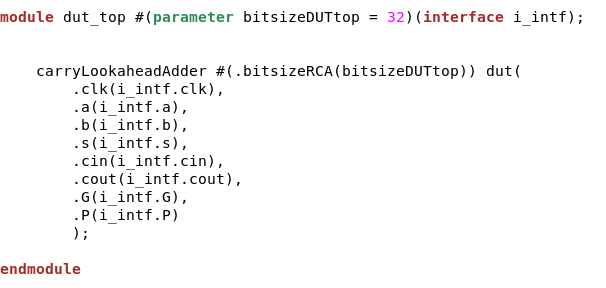 module dut_top #(parameter bitsizeDUTtop = 32)(interface i_intf);
carryLookaheadAdder #(.bitsizeRCA(bitsizeDUTtop)) dut(
.clk(i_intf.clk),
.a(i_intf.a),
.b(i_intf.b),
.s(i_intf.s),
.cin(i_intf.cin),
.cout(i_intf.cout),
.G(i_intf.G),
.P(i_intf.P)
);
endmodule